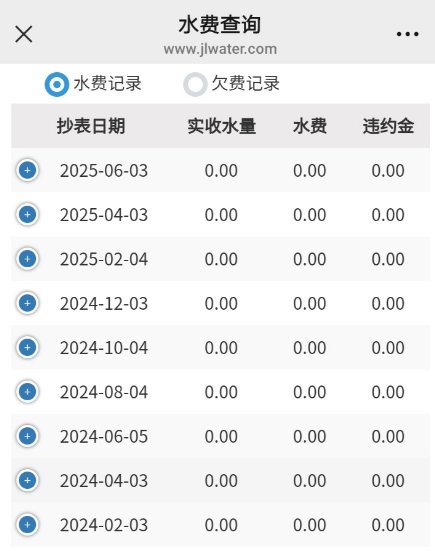 水费查询
www.jlwater.com
水费记录 欠费记录
抄表日期 实收水量 水费 违约金
2025-06-03 0.00 0.00 0.00
2025-04-03 0.00 0.00 0.00
2025-02-04 0.00 0.00 0.00
2024-12-03 0.00 0.00 0.00
2024-10-04 0.00 0.00 0.00
2024-08-04 0.00 0.00 0.00
2024-06-05 0.00 0.00 0.00
2024-04-03 0.00 0.00 0.00
2024-02-03 0.00 0.00 0.00